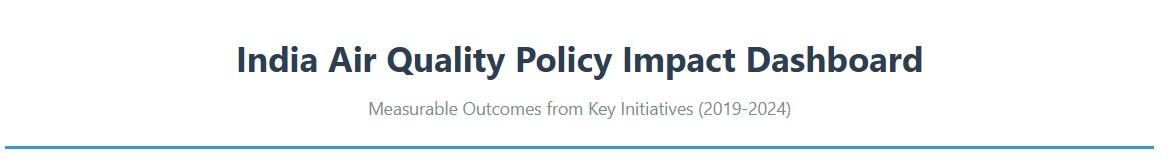 India Air Quality Policy Impact Dashboard
Measurable Outcomes from Key Initiatives (2019-2024)